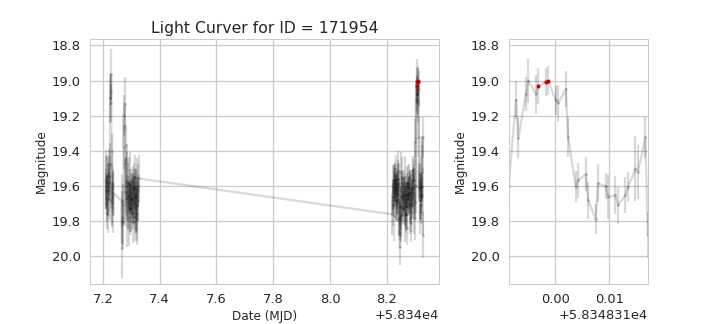 Light Curver for ID = 171954
18.8
19.0
19.2
19.4
19.6
19.8
20.0
Magnitude
7.2 7.4 7.6 7.8 8.0 8.2
Date (MJD)
+5.834e4
18.8
19.0
19.2
19.4
19.6
19.8
20.0
Magnitude
0.00 0.01
+5.834831e4